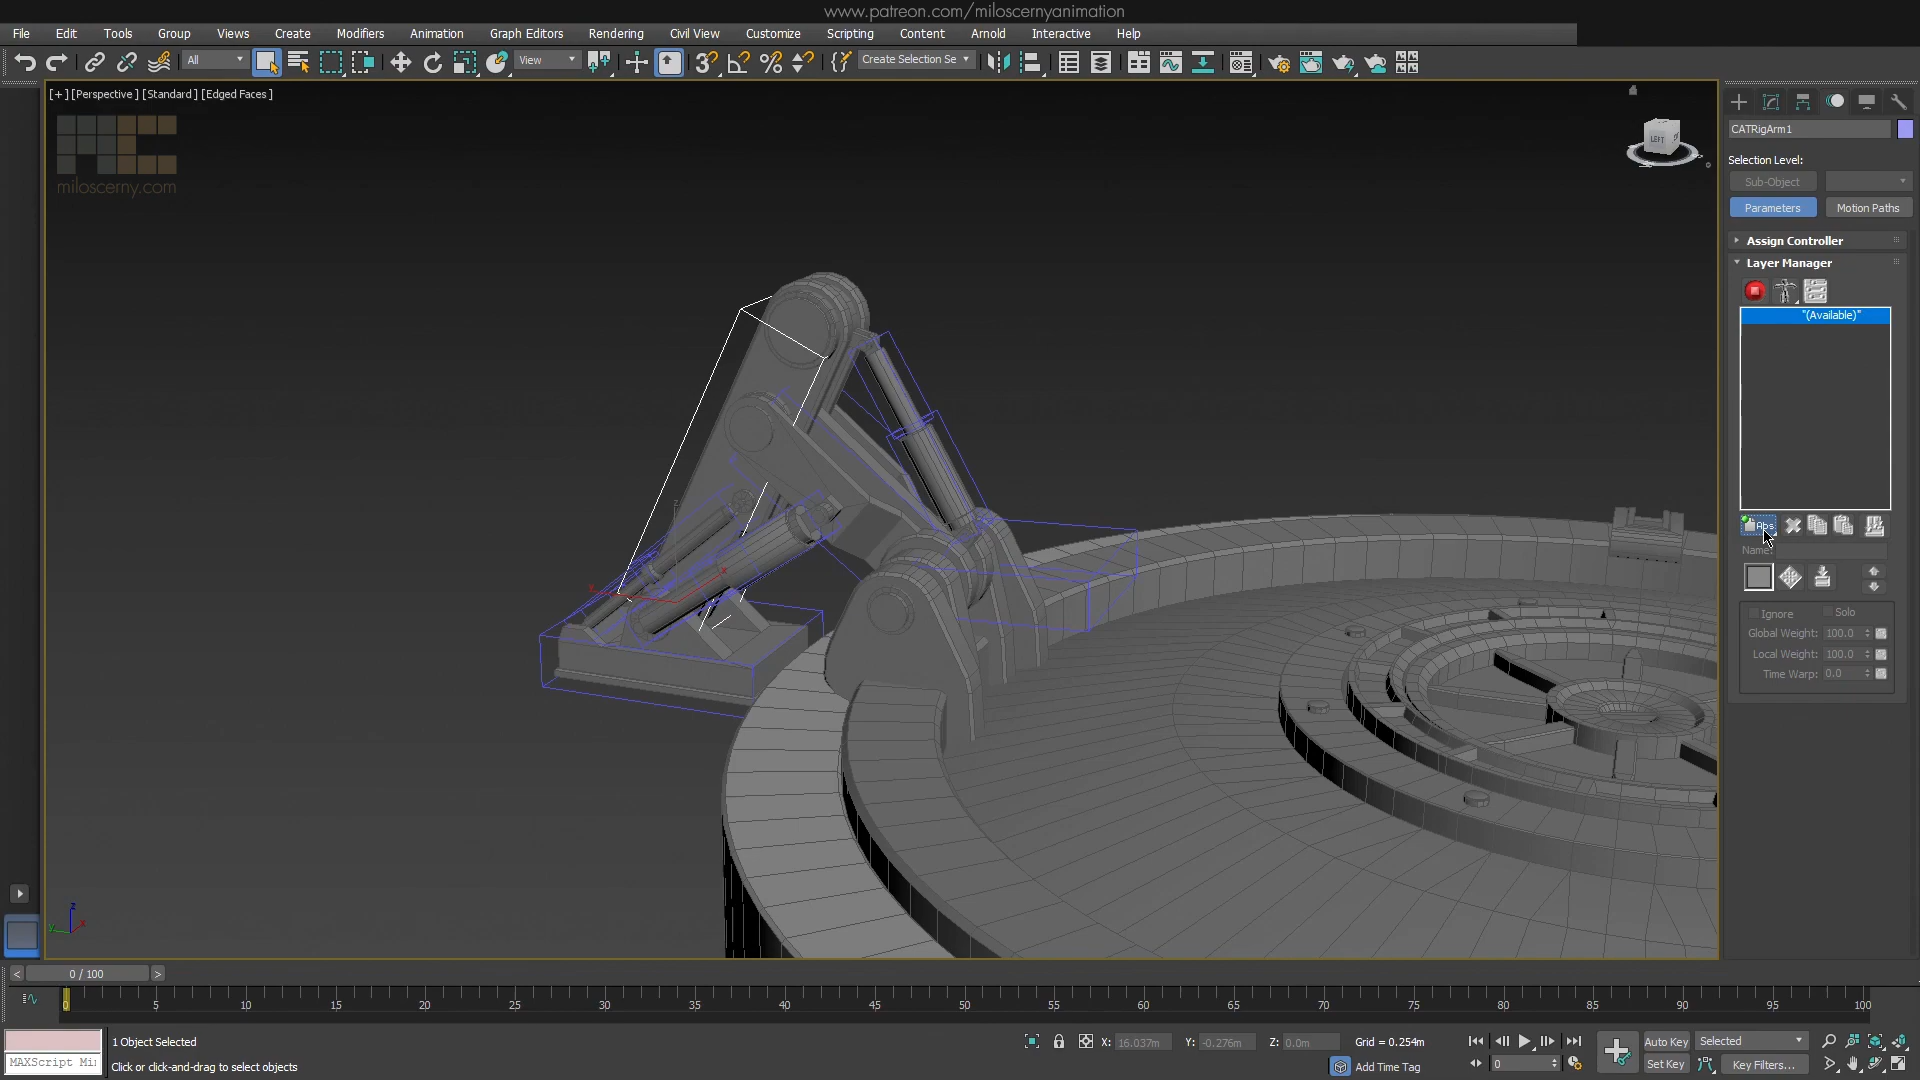 www.patreon.com/miloscernyanimation
File Edit Tools Group Views Create Modifiers Animation Graph Editors Rendering Civil View Customize Scripting Content Arnold Interactive Help
All View Create Selection Se
[+] [Perspective ] [Standard ] [Edged Faces ]
miloscerny.com
LEFT
CATRigArm1
Selection Level:
Sub-Object
Parameters Motion Paths
Assign Controller
Layer Manager
"(Available)"
Abs
Name:
Ignore Solo
Global Weight: 100.0
Local Weight: 100.0
Time Warp: 0.0
z
x
y
x
< 0 / 100 >
0 5 10 15 20 25 30 35 40 45 50 55 60 65 70 75 80 85 90 95 100
1 Object Selected
X: 16.037m Y: -0.276m Z: 0.0m Grid = 0.254m
Auto Key Selected
MAXScript Mi
Click or click-and-drag to select objects
Add Time Tag
0
Set Key Key Filters...